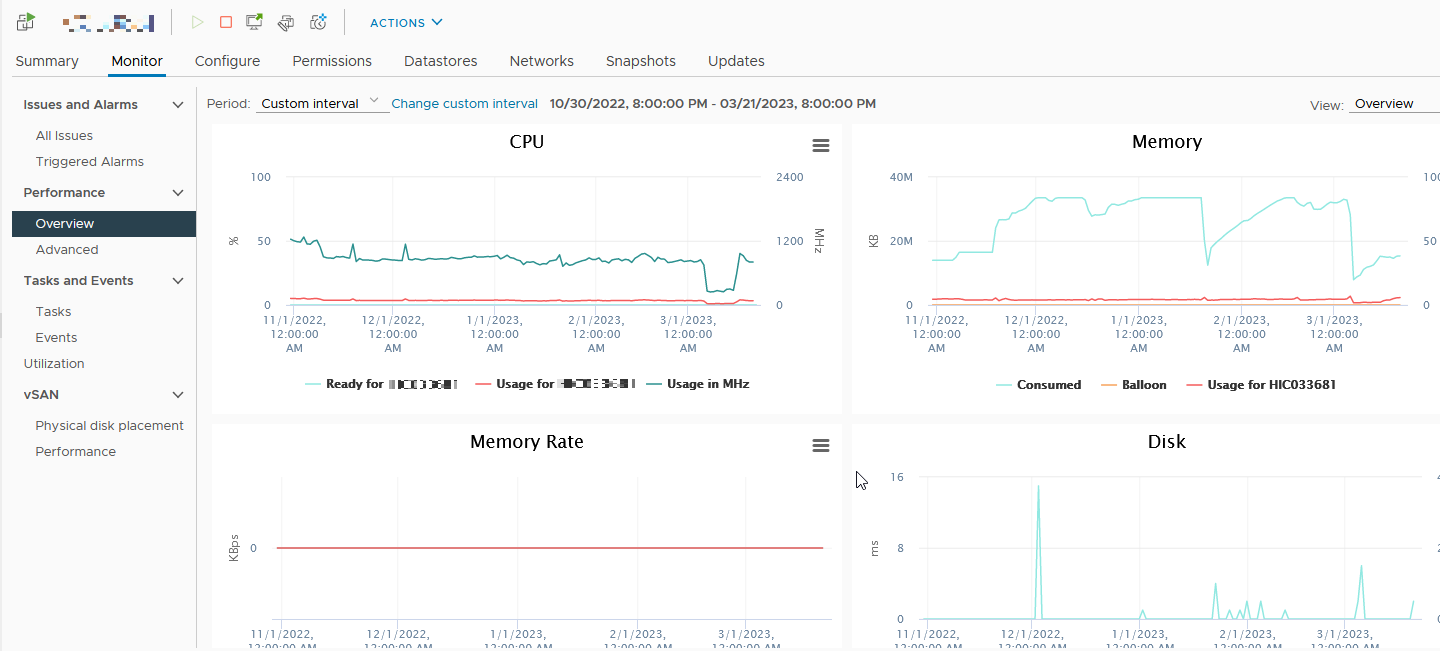 ACTIONS
Summary Monitor Configure Permissions Datastores Networks Snapshots Updates
Issues and Alarms
All Issues
Triggered Alarms
Performance
Overview
Advanced
Tasks and Events
Tasks
Events
Utilization
vSAN
Physical disk placement
Performance
Period: Custom interval Change custom interval 10/30/2022, 8:00:00 PM - 03/21/2023, 8:00:00 PM
View: Overview
CPU
100 2400
% 50 1200 MHz
0 0
11/1/2022, 12/1/2022, 1/1/2023, 2/1/2023, 3/1/2023,
12:00:00 12:00:00 12:00:00 12:00:00 12:00:00
AM AM AM AM AM
Ready for Usage for Usage in MHz
Memory
40M 100
KB 20M 50
0 0
11/1/2022, 12/1/2022, 1/1/2023, 2/1/2023, 3/1/2023,
12:00:00 12:00:00 12:00:00 12:00:00 12:00:00
AM AM AM AM AM
Consumed Balloon Usage for HIC033681
Memory Rate
KBps 0
11/1/2022, 12/1/2022, 1/1/2023, 2/1/2023, 3/1/2023,
12:00:00 AM 12:00:00 AM 12:00:00 AM 12:00:00 AM 12:00:00 AM
Disk
16
ms 8
0
11/1/2022, 12/1/2022, 1/1/2023, 2/1/2023, 3/1/2023,
12:00:00 AM 12:00:00 AM 12:00:00 AM 12:00:00 AM 12:00:00 AM